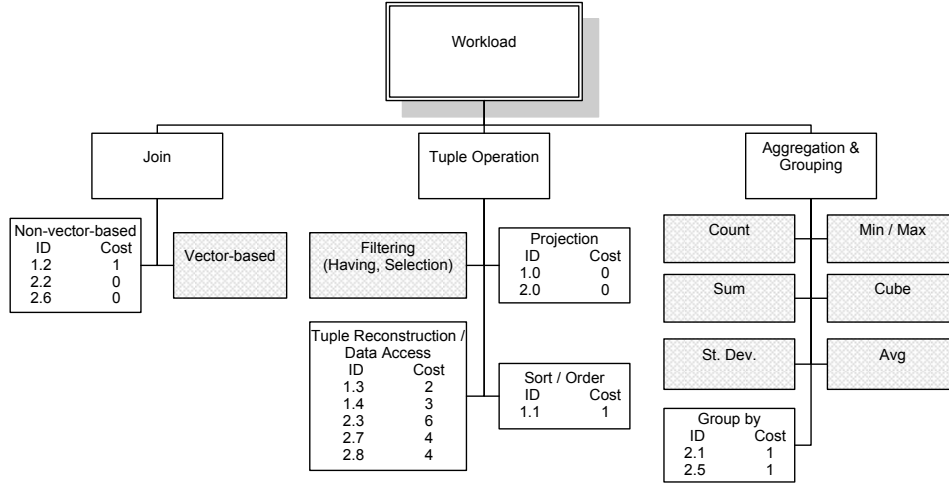 Workload
Join
Tuple Operation
Aggregation &
Grouping
Non-vector-based
ID Cost
1.2 1
2.2 0
2.6 0
Vector-based
Filtering
(Having, Selection)
Projection
ID Cost
1.0 0
2.0 0
Tuple Reconstruction /
Data Access
ID Cost
1.3 2
1.4 3
2.3 6
2.7 4
2.8 4
Sort / Order
ID Cost
1.1 1
Count
Min / Max
Sum
Cube
St. Dev.
Avg
Group by
ID Cost
2.1 1
2.5 1